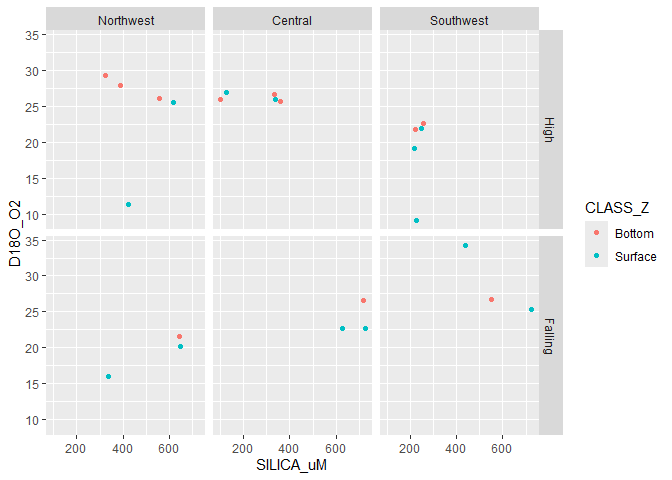 Northwest Central Southwest
35
30
25
20
15
10
High
35
30
25
20
15
10
Falling
D18O_O2
200 400 600 200 400 600 200 400 600
SILICA_uM
CLASS_Z
Bottom
Surface